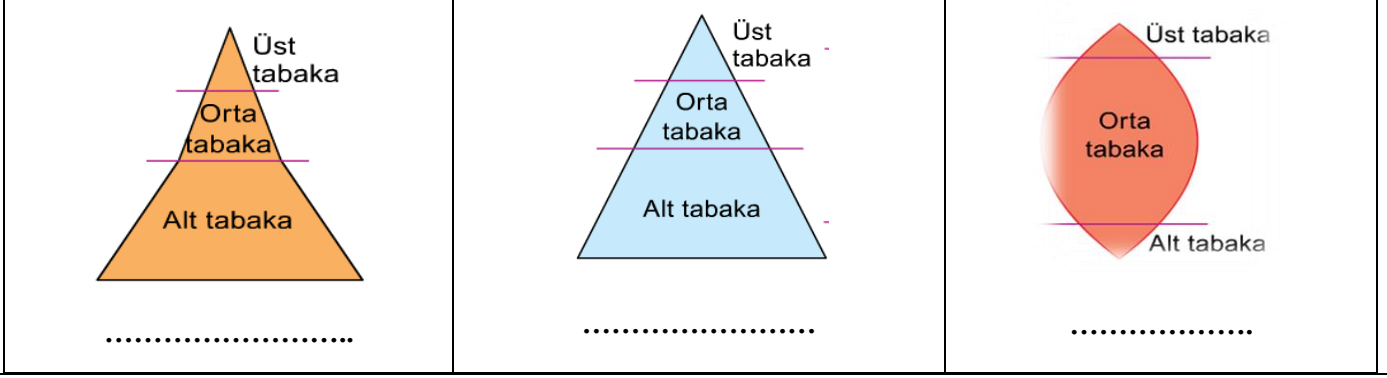 Üst
tabaka
Orta
tabaka
Alt tabaka
……………………..
Üst
tabaka
Orta
tabaka
Alt tabaka
……………………
Üst tabaka
Orta
tabaka
Alt tabaka
……………….